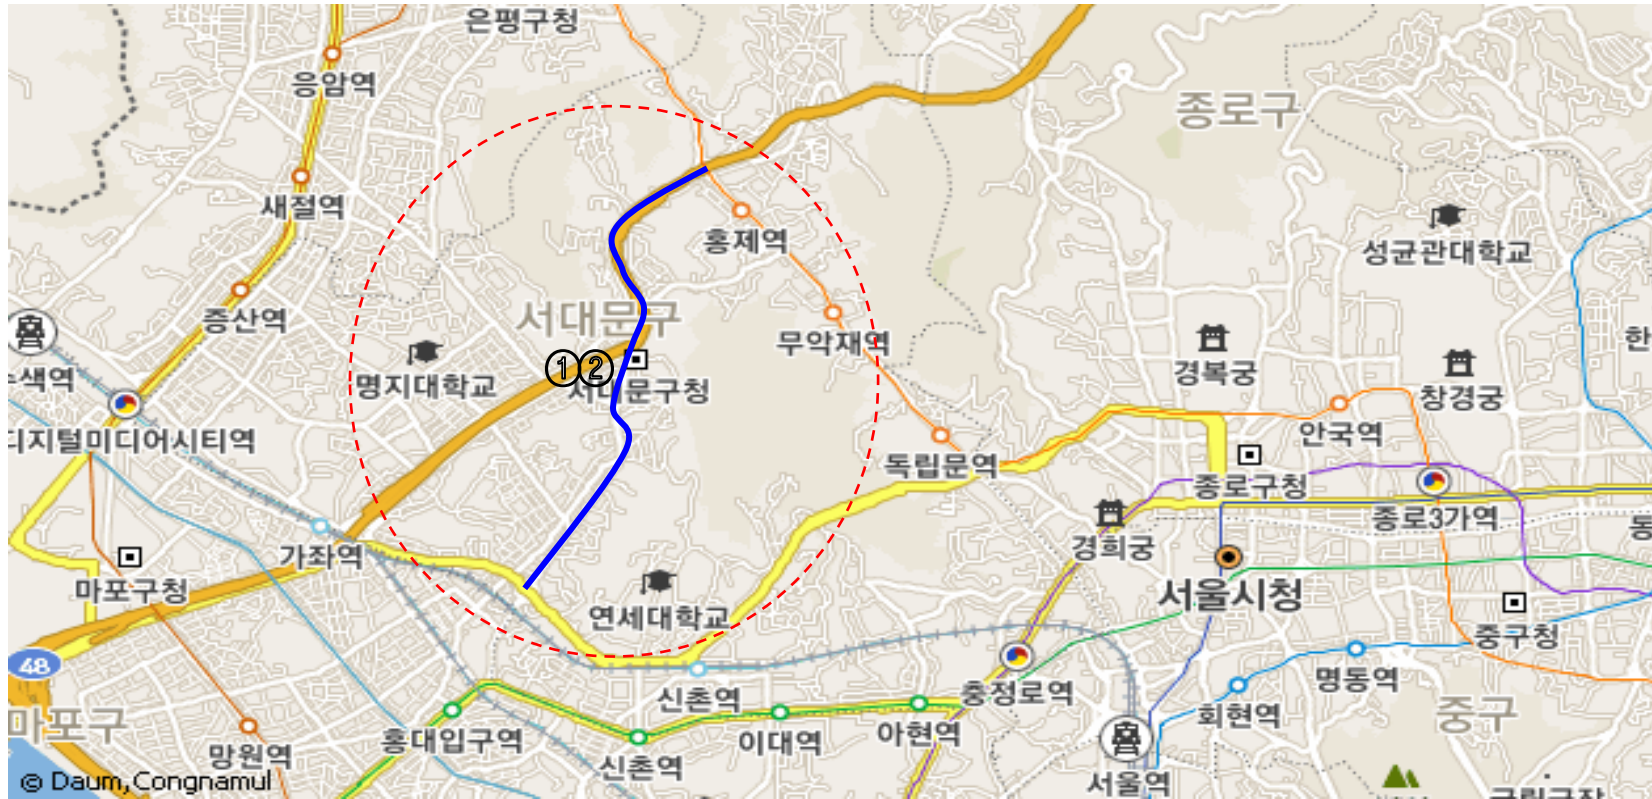 은평구청
응암역
종로구
새절역
홍제역
성균관대학교
증산역
서대문구
무악재역
한
색역
경복궁
창경궁
명지대학교
①②
서대문구청
디지털미디어시티역
안국역
독립문역
종로구청
종로3가역
가좌역
경희궁
마포구청
서울시청
연세대학교
중구청
48
신촌역
충정로역
명동역
마포구
회현역
중구
홍대입구역
이대역
아현역
망원역
신촌역
서울역
© Daum,Congnamul